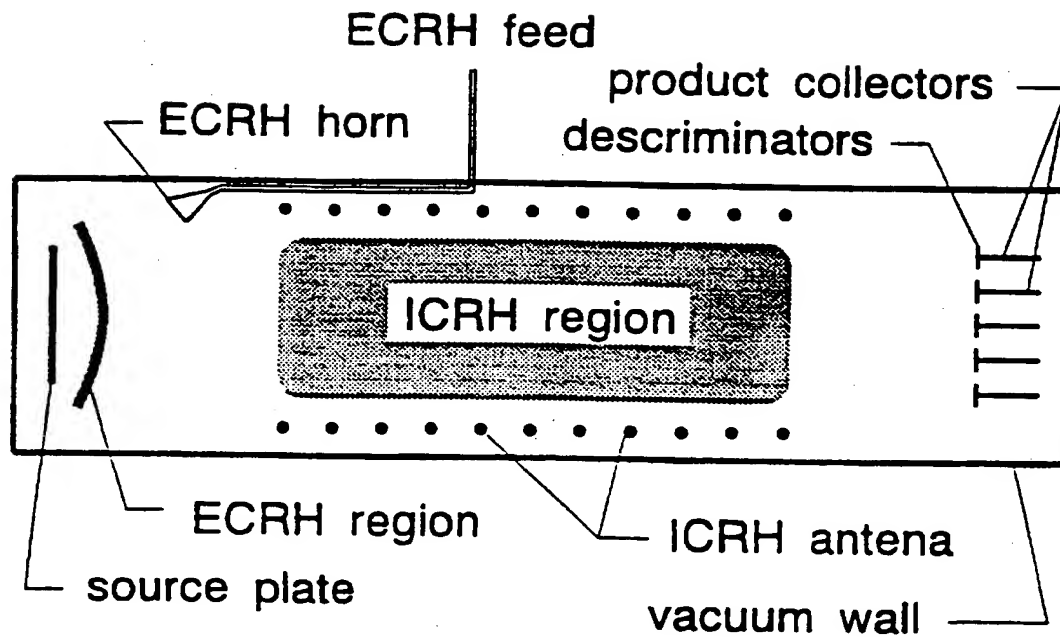 ECRH feed
product collectors
ECRH horn
descriminators
ICRH region
ECRH region
ICRH antena
source plate
vacuum wall